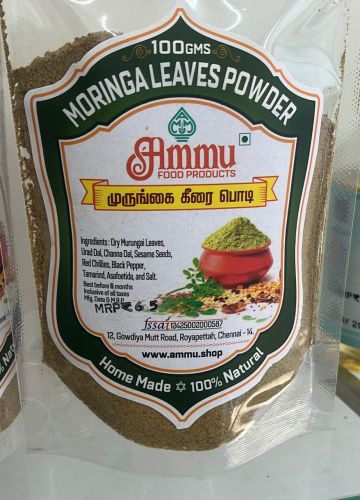 100GMS
MORINGA LEAVES POWDER
Ammu
FOOD PRODUCTS
முருங்கை கீரை பொடி
Ingredients : Dry Murungai Leaves,
Urad Dal, Channa Dal, Sesame Seeds,
Red Chillies, Black Pepper,
Tamarind, Asafoetida, and Salt.
Best before 6 months
Inclusive of all taxes
Mfg. Date & M.R.P
MRP ₹ 65
fssai 12425002000587
12, Gowdiya Mutt Road, Royapettah, Chennai - 14.
www.ammu.shop
Home Made ✡ 100% Natural